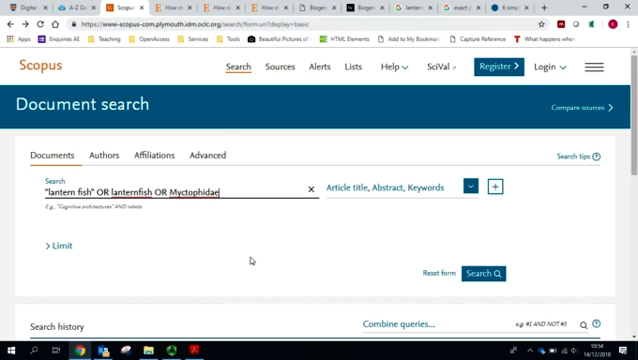 Digital
A-Z Do
Scopus
How d
How d
How d
Biogeo
Biogeo
lantern
exact p
6 simpl
https://www-scopus-com.plymouth.idm.oclc.org/search/form.uri?display=basic
Apps
Enquiries AE
Teaching
OpenAccess
Tools
Beautiful Pictures of
HTML Elements
Add to My Bookmark
Capture Reference
What happens when
Scopus
Search
Sources
Alerts
Lists
Help
SciVal
Register
Login
Document search
Compare sources
Documents
Authors
Affiliations
Advanced
Search tips
Search
"lantern fish" OR lanternfish OR Myctophidae
Article title, Abstract, Keywords
E.g., "Cognitive architectures" AND robots
Limit
Reset form
Search
Search history
Combine queries...
e.g. #1 AND NOT #3
10:54
14/12/2018